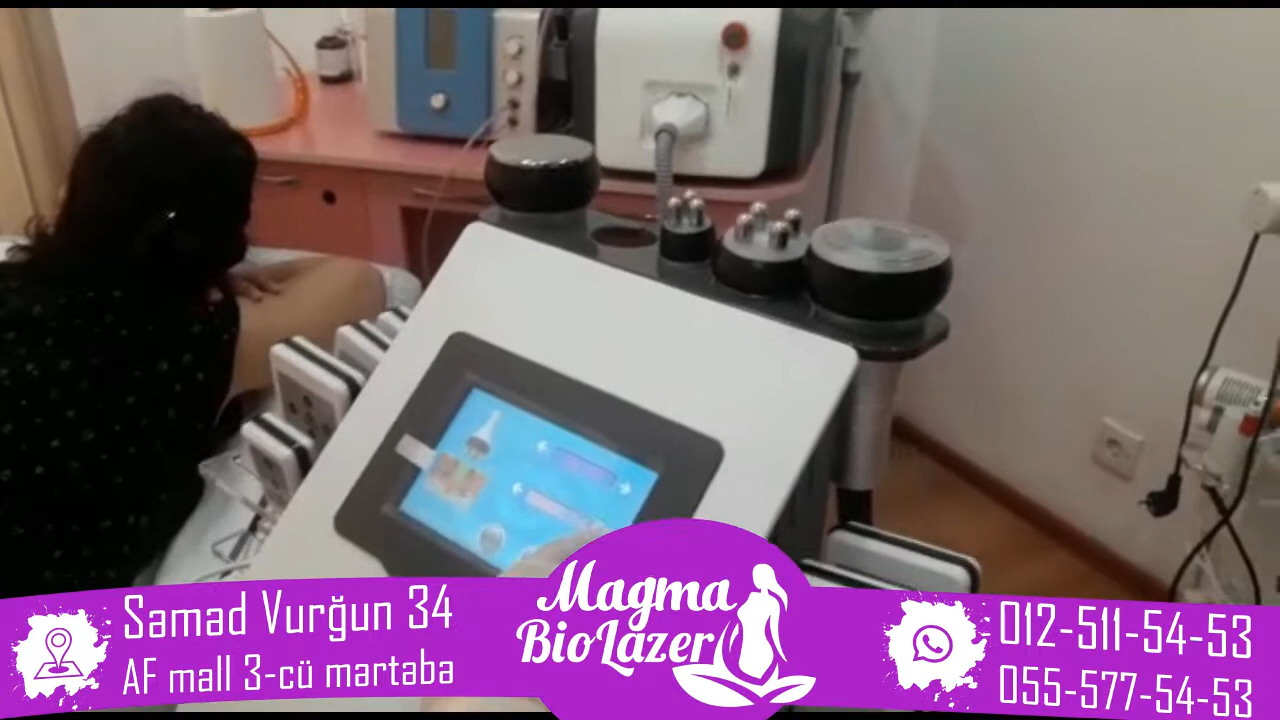 Samad Vurğun 34
AF mall 3-cü martaba
Magma
BioLazer
012-511-54-53
055-577-54-53